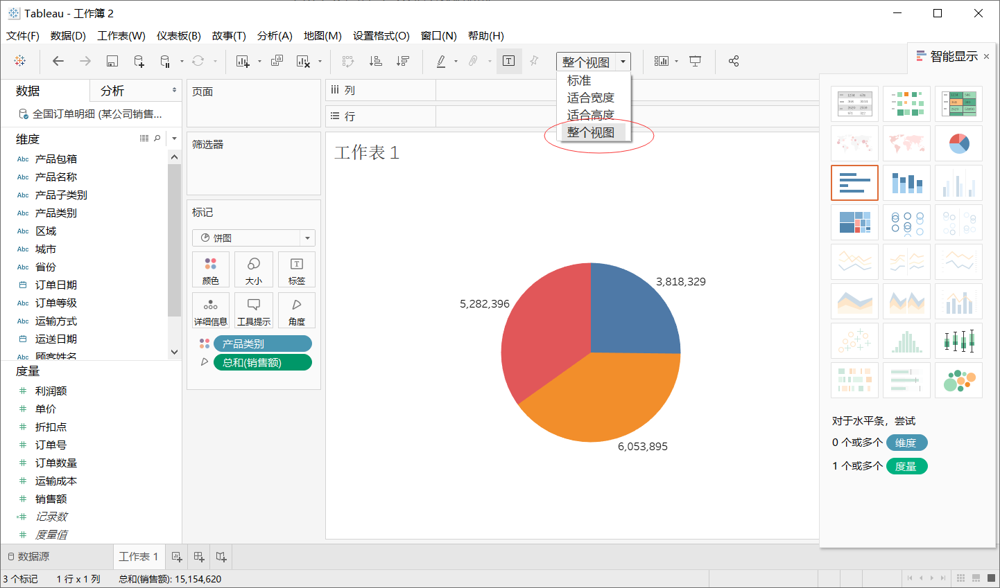 Tableau - 工作簿 2
文件(F) 数据(D) 工作表(W) 仪表板(B) 故事(T) 分析(A) 地图(M) 设置格式(O) 窗口(N) 帮助(H)
整个视图
标准
适合宽度
适合高度
整个视图
智能显示
数据
分析
全国订单明细 (某公司销售...
维度
Abc 产品包箱
Abc 产品名称
Abc 产品子类别
Abc 产品类别
Abc 区域
Abc 城市
Abc 省份
订单日期
Abc 订单等级
Abc 运输方式
运送日期
Abc 顾客姓名
度量
利润额
单价
折扣点
订单号
订单数量
运输成本
销售额
记录数
度量值
页面
筛选器
标记
饼图
颜色
大小
标签
详细信息
工具提示
角度
产品类别
总和(销售额)
列
行
工作表 1
3,818,329
5,282,396
6,053,895
对于水平条，尝试
0 个或多个 维度
1 个或多个 度量
数据源
工作表 1
3 个标记
1 行 x 1 列
总和(销售额): 15,154,620